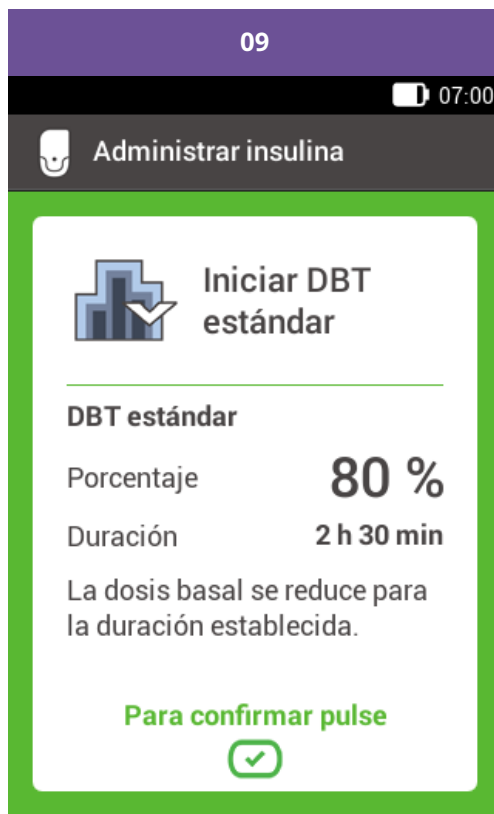 09
07:00
Administrar insulina
Iniciar DBT
estándar
DBT estándar
Porcentaje 80 %
Duración 2 h 30 min
La dosis basal se reduce para
la duración establecida.
Para confirmar pulse